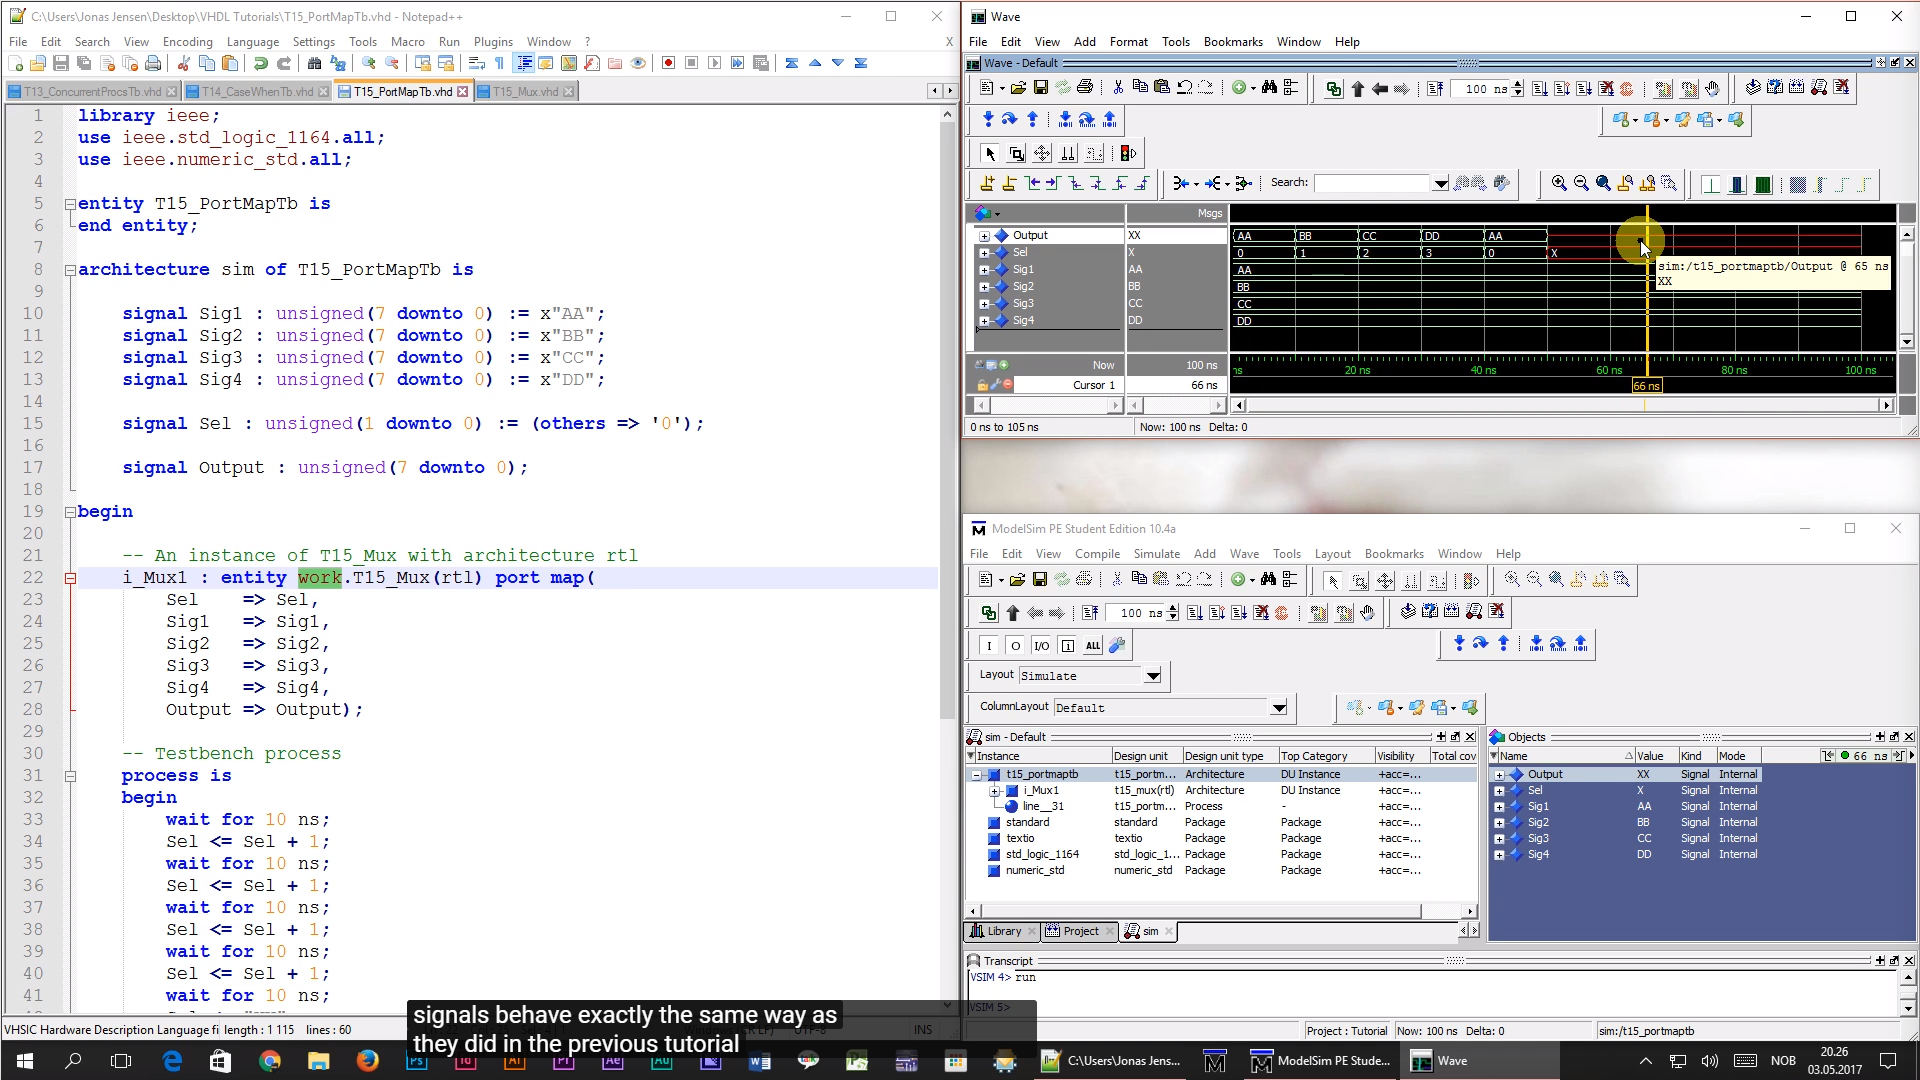 C:\Users\Jonas Jensen\Desktop\VHDL Tutorials\T15_PortMapTb.vhd - Notepad++
File Edit Search View Encoding Language Settings Tools Macro Run Plugins Window ? X
T13_ConcurrentProcsTb.vhd T14_CaseWhenTb.vhd T15_PortMapTb.vhd T15_Mux.vhd
1 library ieee;
2 use ieee.std_logic_1164.all;
3 use ieee.numeric_std.all;
4
5 entity T15_PortMapTb is
6 end entity;
7
8 architecture sim of T15_PortMapTb is
9
10 signal Sig1 : unsigned(7 downto 0) := x"AA";
11 signal Sig2 : unsigned(7 downto 0) := x"BB";
12 signal Sig3 : unsigned(7 downto 0) := x"CC";
13 signal Sig4 : unsigned(7 downto 0) := x"DD";
14
15 signal Sel : unsigned(1 downto 0) := (others => '0');
16
17 signal Output : unsigned(7 downto 0);
18
19 begin
20
21 -- An instance of T15_Mux with architecture rtl
22 i_Mux1 : entity work.T15_Mux(rtl) port map(
23 Sel => Sel,
24 Sig1 => Sig1,
25 Sig2 => Sig2,
26 Sig3 => Sig3,
27 Sig4 => Sig4,
28 Output => Output);
29
30 -- Testbench process
31 process is
32 begin
33 wait for 10 ns;
34 Sel <= Sel + 1;
35 wait for 10 ns;
36 Sel <= Sel + 1;
37 wait for 10 ns;
38 Sel <= Sel + 1;
39 wait for 10 ns;
40 Sel <= Sel + 1;
41 wait for 10 ns;
VHSIC Hardware Description Language fi length : 1 115 lines : 60 INS
Wave
File Edit View Add Format Tools Bookmarks Window Help
Wave - Default
100 ns
Search:
Msgs
Output XX AA BB CC DD AA
Sel X 0 1 2 3 0 X
Sig1 AA AA
Sig2 BB BB
Sig3 CC CC
Sig4 DD DD
sim:/t15_portmaptb/Output @ 65 ns
XX
Now 100 ns ns 20 ns 40 ns 60 ns 80 ns 100 ns
Cursor 1 66 ns 66 ns
0 ns to 105 ns Now: 100 ns Delta: 0
ModelSim PE Student Edition 10.4a
File Edit View Compile Simulate Add Wave Tools Layout Bookmarks Window Help
100 ns
I O I/O i ALL
Layout Simulate
ColumnLayout Default
sim - Default
Instance Design unit Design unit type Top Category Visibility Total cov
t15_portmaptb t15_portm... Architecture DU Instance +acc=...
i_Mux1 t15_mux(rtl) Architecture DU Instance +acc=...
line__31 t15_portm... Process - +acc=...
standard standard Package Package +acc=...
textio textio Package Package +acc=...
std_logic_1164 std_logic_1... Package Package +acc=...
numeric_std numeric_std Package Package +acc=...
Library Project sim
Objects
Name Value Kind Mode 66 ns
Output XX Signal Internal
Sel X Signal Internal
Sig1 AA Signal Internal
Sig2 BB Signal Internal
Sig3 CC Signal Internal
Sig4 DD Signal Internal
Transcript
VSIM 4> run
VSIM 5>
Project : Tutorial Now: 100 ns Delta: 0 sim:/t15_portmaptb
signals behave exactly the same way as
they did in the previous tutorial
C:\Users\Jonas Jens... ModelSim PE Stude... Wave NOB 20.26
03.05.2017